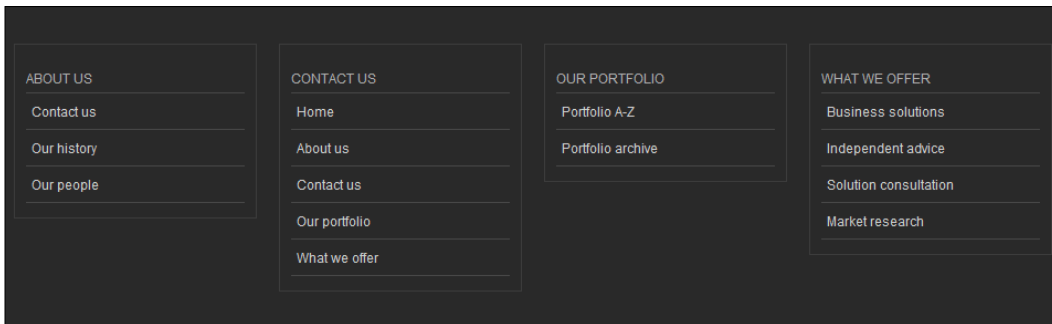 ABOUT US
Contact us
Our history
Our people
CONTACT US
Home
About us
Contact us
Our portfolio
What we offer
OUR PORTFOLIO
Portfolio A-Z
Portfolio archive
WHAT WE OFFER
Business solutions
Independent advice
Solution consultation
Market research